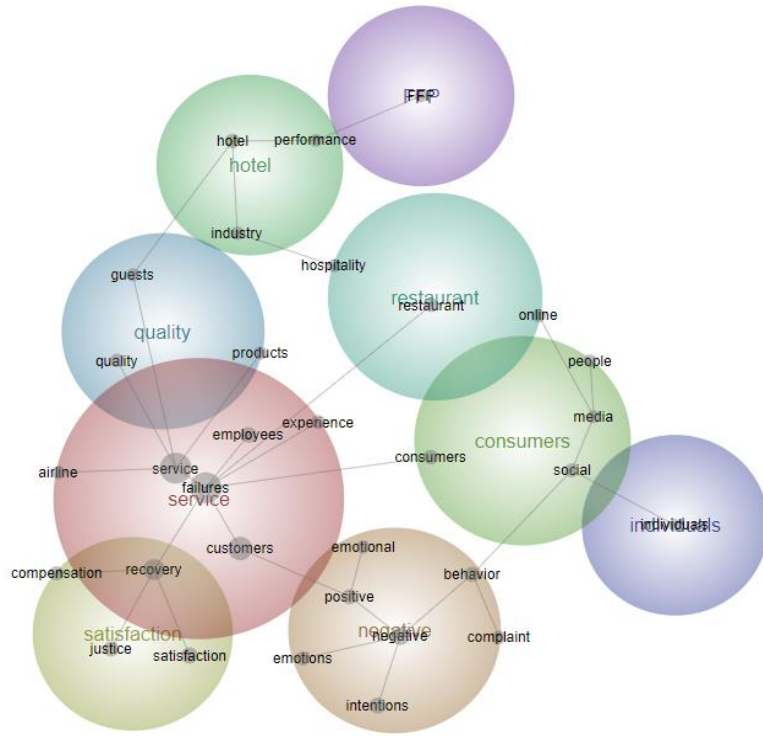 FFP
FFP
hotel
performance
hotel
industry
hospitality
guests
restaurant
restaurant
online
quality
quality
products
people
media
experience
employees
consumers
consumers
airline
service
social
failures
service
individuals
individuals
customers
emotional
compensation
recovery
behavior
positive
satisfaction
negative
negative
complaint
justice
satisfaction
emotions
intentions